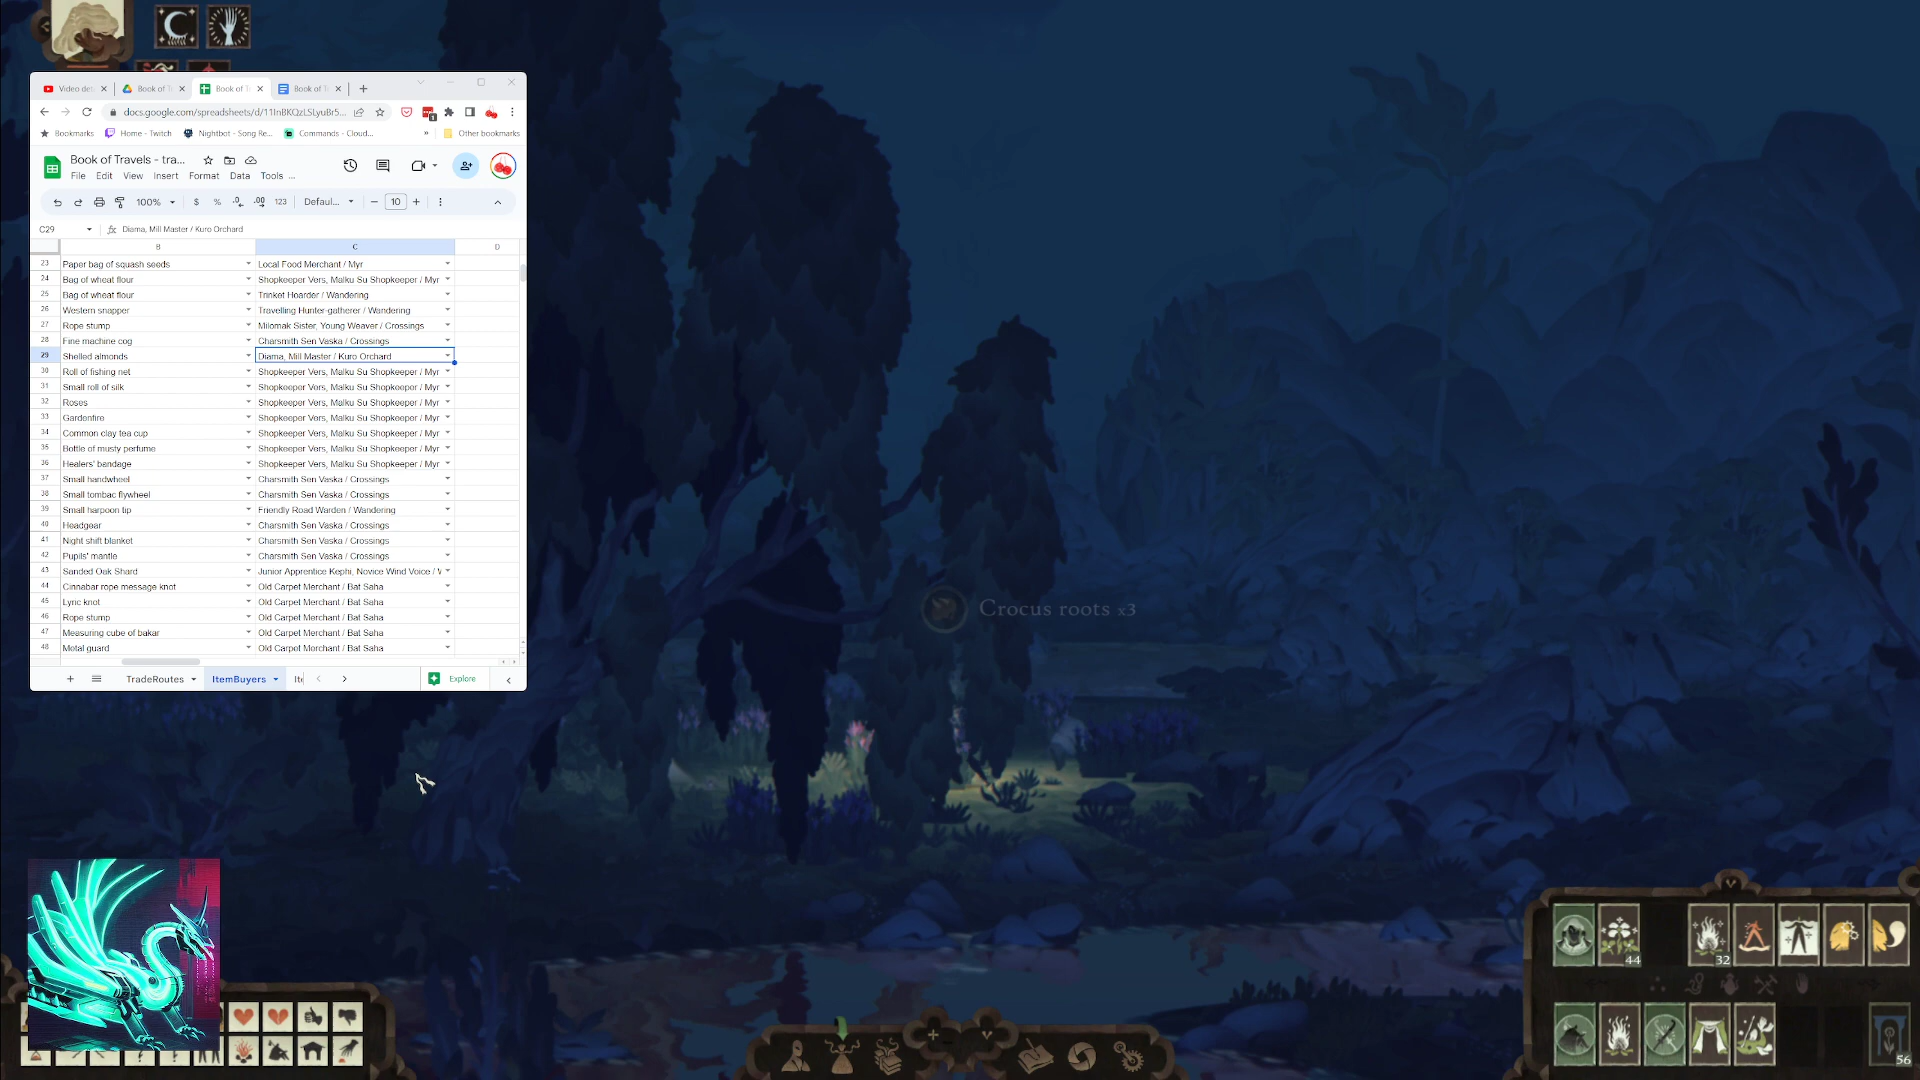 Video det
Book of T
Book of T
Book of T
docs.google.com/spreadsheets/d/11InBKQzLSLyuBr5...
Bookmarks
Home - Twitch
Nightbot - Song Re...
Commands - Cloud...
»
Other bookmarks
Book of Travels - tra...
File Edit View Insert Format Data Tools ...
100% $ % .0 .00 123 Defaul... − 10 +
C29 fx Diama, Mill Master / Kuro Orchard
B C D
23 Paper bag of squash seeds Local Food Merchant / Myr
24 Bag of wheat flour Shopkeeper Vers, Malku Su Shopkeeper / Myr
25 Bag of wheat flour Trinket Hoarder / Wandering
26 Western snapper Travelling Hunter-gatherer / Wandering
27 Rope stump Milomak Sister, Young Weaver / Crossings
28 Fine machine cog Charsmith Sen Vaska / Crossings
29 Shelled almonds Diama, Mill Master / Kuro Orchard
30 Roll of fishing net Shopkeeper Vers, Malku Su Shopkeeper / Myr
31 Small roll of silk Shopkeeper Vers, Malku Su Shopkeeper / Myr
32 Roses Shopkeeper Vers, Malku Su Shopkeeper / Myr
33 Gardenfire Shopkeeper Vers, Malku Su Shopkeeper / Myr
34 Common clay tea cup Shopkeeper Vers, Malku Su Shopkeeper / Myr
35 Bottle of musty perfume Shopkeeper Vers, Malku Su Shopkeeper / Myr
36 Healers' bandage Shopkeeper Vers, Malku Su Shopkeeper / Myr
37 Small handwheel Charsmith Sen Vaska / Crossings
38 Small tombac flywheel Charsmith Sen Vaska / Crossings
39 Small harpoon tip Friendly Road Warden / Wandering
40 Headgear Charsmith Sen Vaska / Crossings
41 Night shift blanket Charsmith Sen Vaska / Crossings
42 Pupils' mantle Charsmith Sen Vaska / Crossings
43 Sanded Oak Shard Junior Apprentice Kephi, Novice Wind Voice /
44 Cinnabar rope message knot Old Carpet Merchant / Bat Saha
45 Lyric knot Old Carpet Merchant / Bat Saha
46 Rope stump Old Carpet Merchant / Bat Saha
47 Measuring cube of bakar Old Carpet Merchant / Bat Saha
48 Metal guard Old Carpet Merchant / Bat Saha
TradeRoutes ItemBuyers Ite Explore
Crocus roots x3
44
32
56